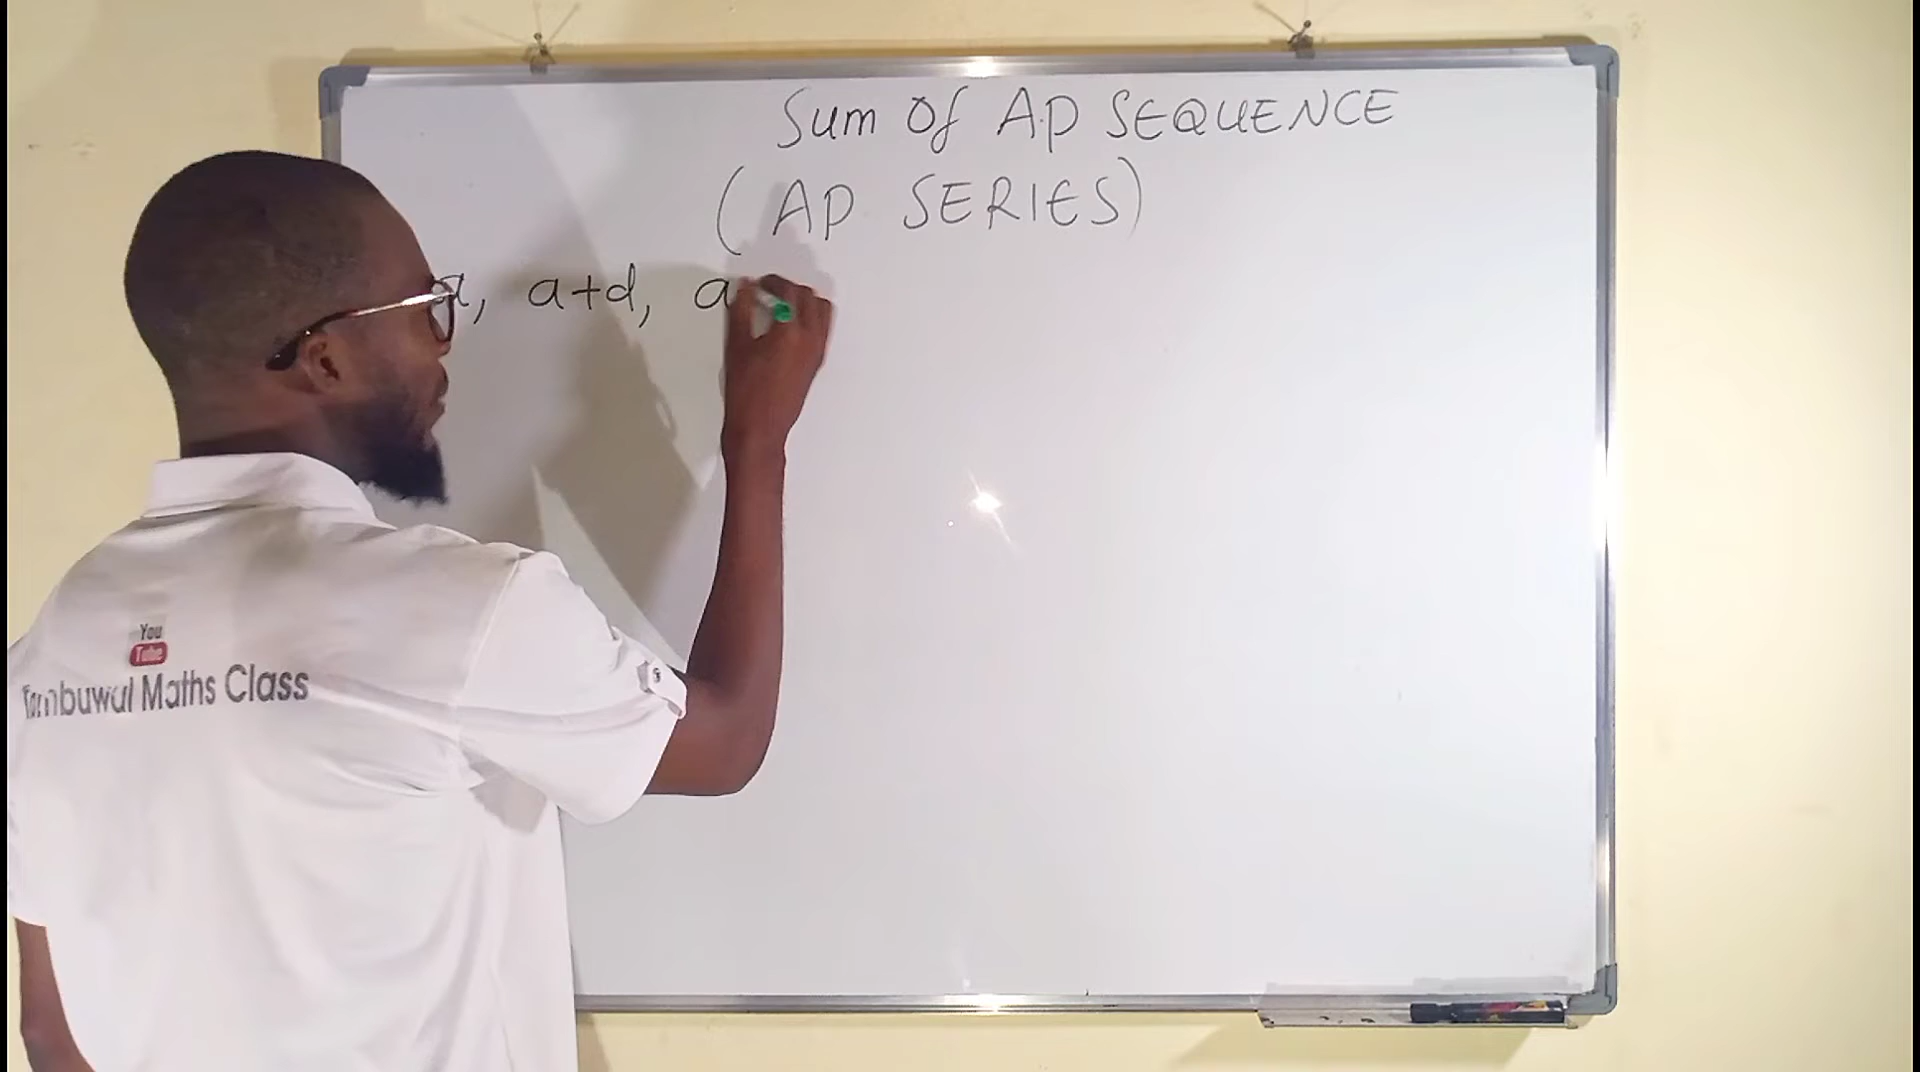 Sum Of A.P SEQUENCE
(AP SERIES)
a, a+d, a
You
Tube
Tambuwal Maths Class